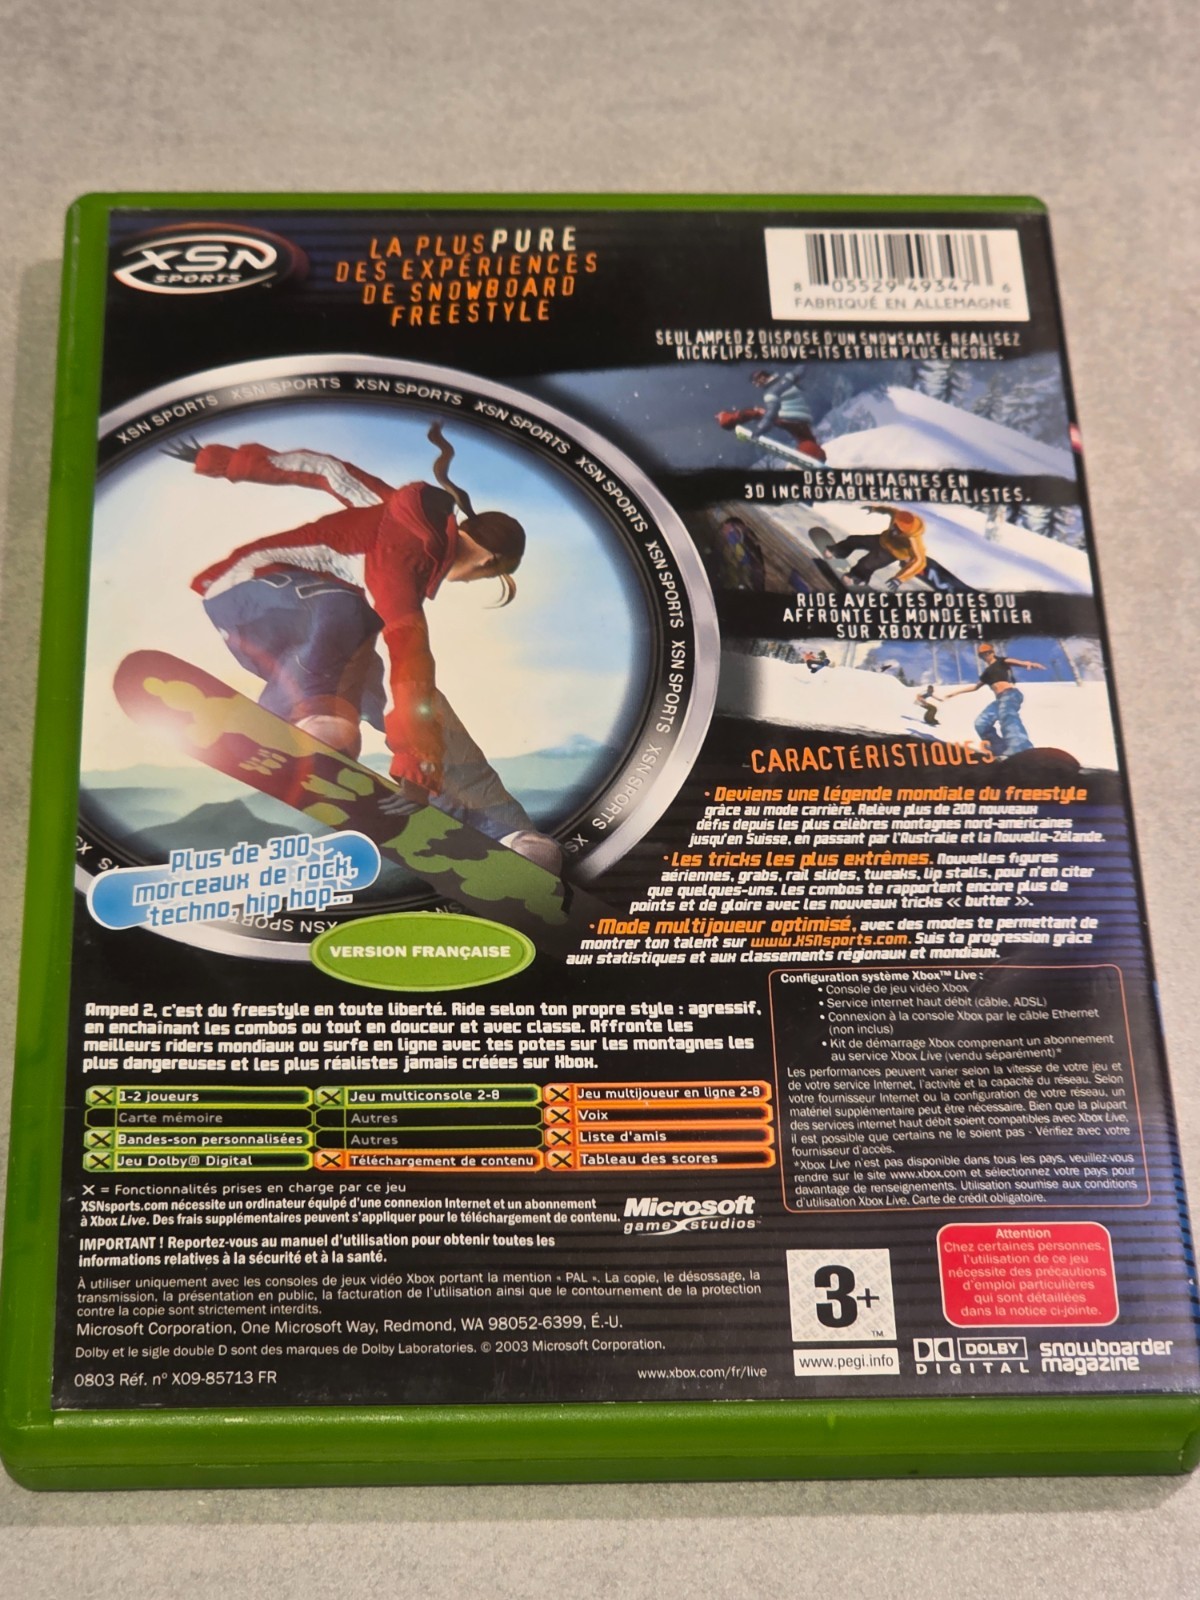 XSN
SPORTS™
LA PLUS PURE
DES EXPÉRIENCES
DE SNOWBOARD
FREESTYLE
8 05529 49347 6
FABRIQUÉ EN ALLEMAGNE
SEUL AMPED 2 DISPOSE D'UN SNOWSKATE. RÉALISEZ
KICKFLIPS, SHOVE-ITS ET BIEN PLUS ENCORE.
XSN SPORTS XSN SPORTS XSN SPORTS XSN SPORTS XSN SPORTS XSN SPORTS XSN SPORTS XSN SPORTS
DES MONTAGNES EN
3D INCROYABLEMENT RÉALISTES.
RIDE AVEC TES POTES OU
AFFRONTE LE MONDE ENTIER
SUR XBOX LIVE™!
CARACTÉRISTIQUES
• Deviens une légende mondiale du freestyle
grâce au mode carrière. Relève plus de 200 nouveaux
défis depuis les plus célèbres montagnes nord-américaines
jusqu'en Suisse, en passant par l'Australie et la Nouvelle-Zélande.
• Les tricks les plus extrêmes. Nouvelles figures
aériennes, grabs, rail slides, tweaks, lip stalls, pour n'en citer
que quelques-uns. Les combos te rapportent encore plus de
points et de gloire avec les nouveaux tricks « butter ».
• Mode multijoueur optimisé, avec des modes te permettant de
montrer ton talent sur www.XSNsports.com. Suis ta progression grâce
aux statistiques et aux classements régionaux et mondiaux.
Plus de 300
morceaux de rock,
techno, hip hop...
VERSION FRANÇAISE
Amped 2, c'est du freestyle en toute liberté. Ride selon ton propre style : agressif,
en enchaînant les combos ou tout en douceur et avec classe. Affronte les
meilleurs riders mondiaux ou surfe en ligne avec tes potes sur les montagnes les
plus dangereuses et les plus réalistes jamais créées sur Xbox.
Configuration système Xbox™ Live :
• Console de jeu vidéo Xbox
• Service internet haut débit (câble, ADSL)
• Connexion à la console Xbox par le câble Ethernet
(non inclus)
• Kit de démarrage Xbox comprenant un abonnement
au service Xbox Live (vendu séparément)*
Les performances peuvent varier selon la vitesse de votre jeu et
de votre service Internet, l'activité et la capacité du réseau. Selon
votre fournisseur Internet ou la configuration de votre réseau, un
matériel supplémentaire peut être nécessaire. Bien que la plupart
des services internet haut débit soient compatibles avec Xbox Live,
il est possible que certains ne le soient pas - Vérifiez avec votre
fournisseur d'accès.
*Xbox Live n'est pas disponible dans tous les pays, veuillez-vous
rendre sur le site www.xbox.com et sélectionnez votre pays pour
davantage de renseignements. Utilisation soumise aux conditions
d'utilisation Xbox Live. Carte de crédit obligatoire.
X 1-2 joueurs
X Jeu multiconsole 2-8
X Jeu multijoueur en ligne 2-8
Carte mémoire
Autres
X Voix
X Bandes-son personnalisées
Autres
X Liste d'amis
X Jeu Dolby® Digital
X Téléchargement de contenu
X Tableau des scores
X = Fonctionnalités prises en charge par ce jeu
XSNsports.com nécessite un ordinateur équipé d'une connexion Internet et un abonnement
à Xbox Live. Des frais supplémentaires peuvent s'appliquer pour le téléchargement de contenu.
Microsoft
game studios™
IMPORTANT ! Reportez-vous au manuel d'utilisation pour obtenir toutes les
informations relatives à la sécurité et à la santé.
À utiliser uniquement avec les consoles de jeux vidéo Xbox portant la mention « PAL ». La copie, le désossage, la
transmission, la présentation en public, la facturation de l'utilisation ainsi que le contournement de la protection
contre la copie sont strictement interdits.
Microsoft Corporation, One Microsoft Way, Redmond, WA 98052-6399, É.-U.
Dolby et le sigle double D sont des marques de Dolby Laboratories. © 2003 Microsoft Corporation.
0803 Réf. n° X09-85713 FR
www.xbox.com/fr/live
3+
™
www.pegi.info
Attention
Chez certaines personnes,
l'utilisation de ce jeu
nécessite des précautions
d'emploi particulières
qui sont détaillées
dans la notice ci-jointe.
DOLBY
DIGITAL
snowboarder
magazine